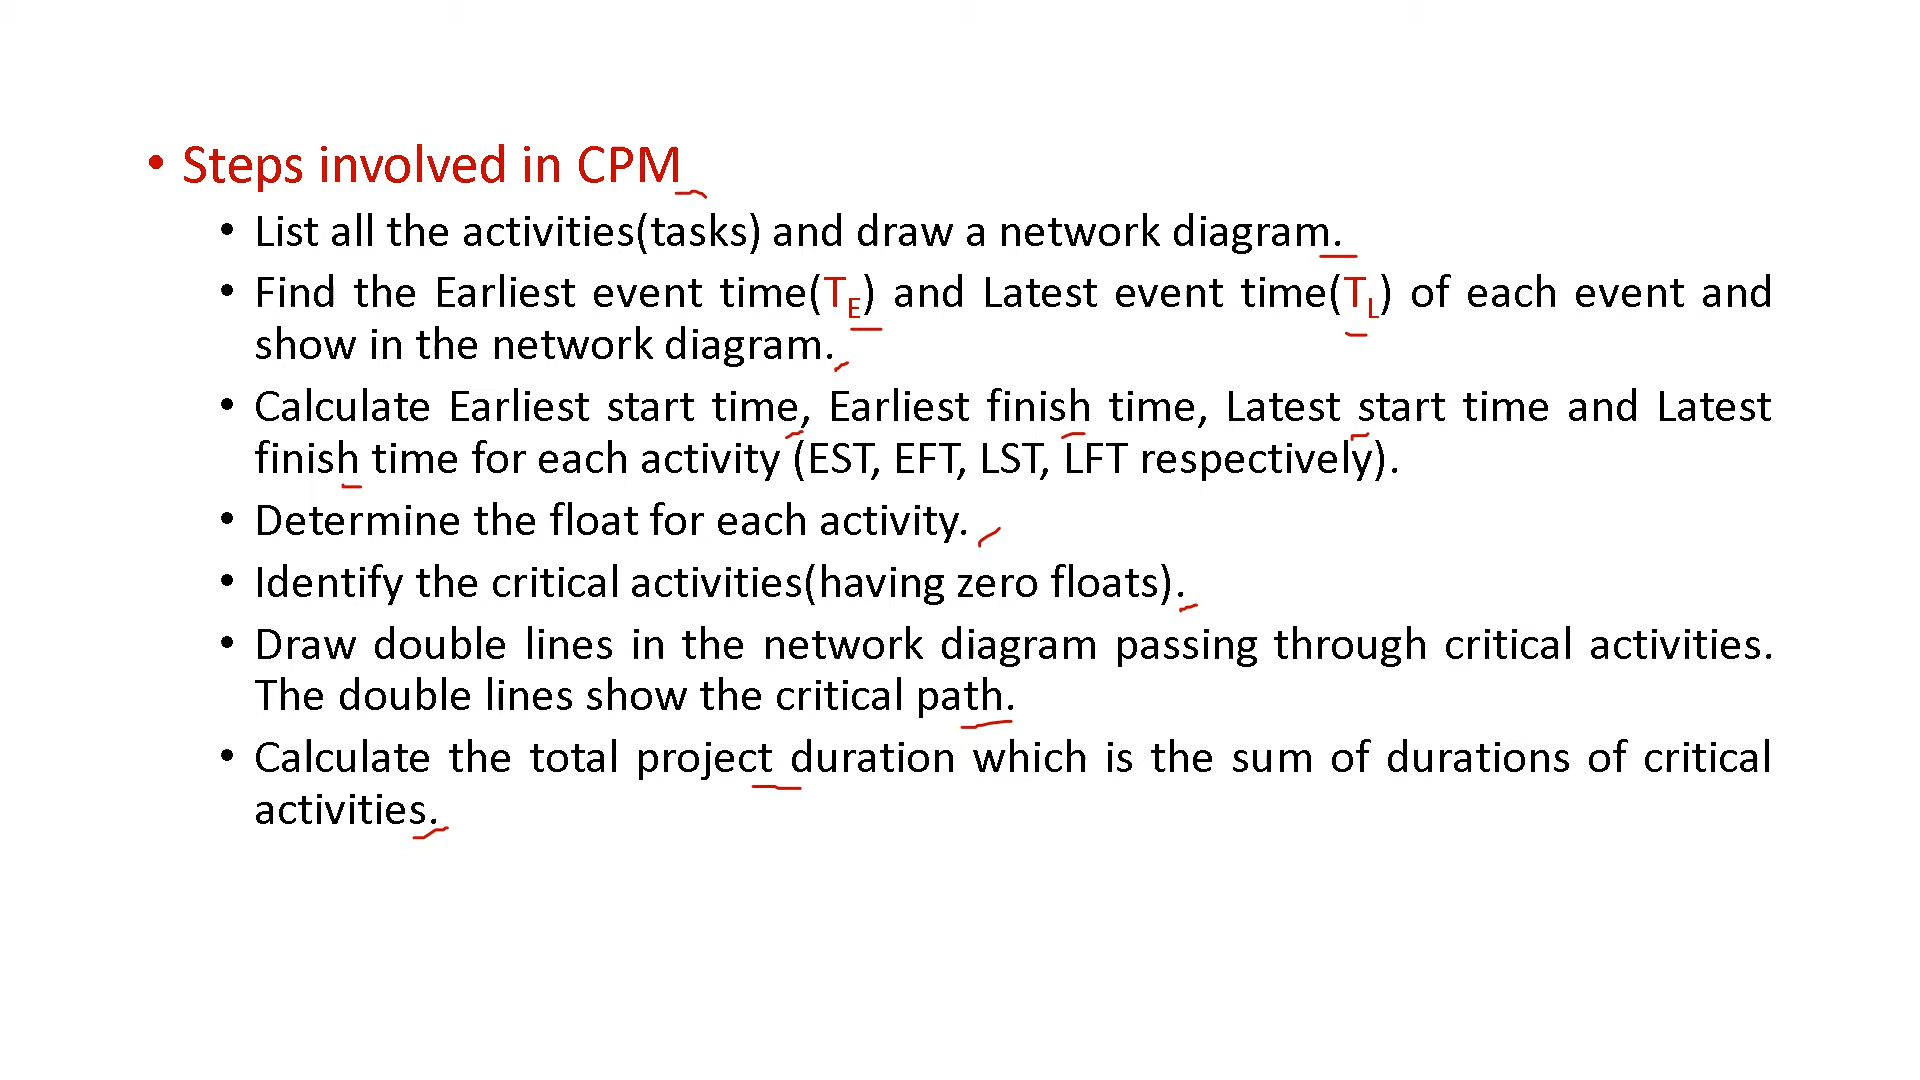 • Steps involved in CPM
• List all the activities(tasks) and draw a network diagram.
• Find the Earliest event time(TE) and Latest event time(TL) of each event and
show in the network diagram.
• Calculate Earliest start time, Earliest finish time, Latest start time and Latest
finish time for each activity (EST, EFT, LST, LFT respectively).
• Determine the float for each activity.
• Identify the critical activities(having zero floats).
• Draw double lines in the network diagram passing through critical activities.
The double lines show the critical path.
• Calculate the total project duration which is the sum of durations of critical
activities.